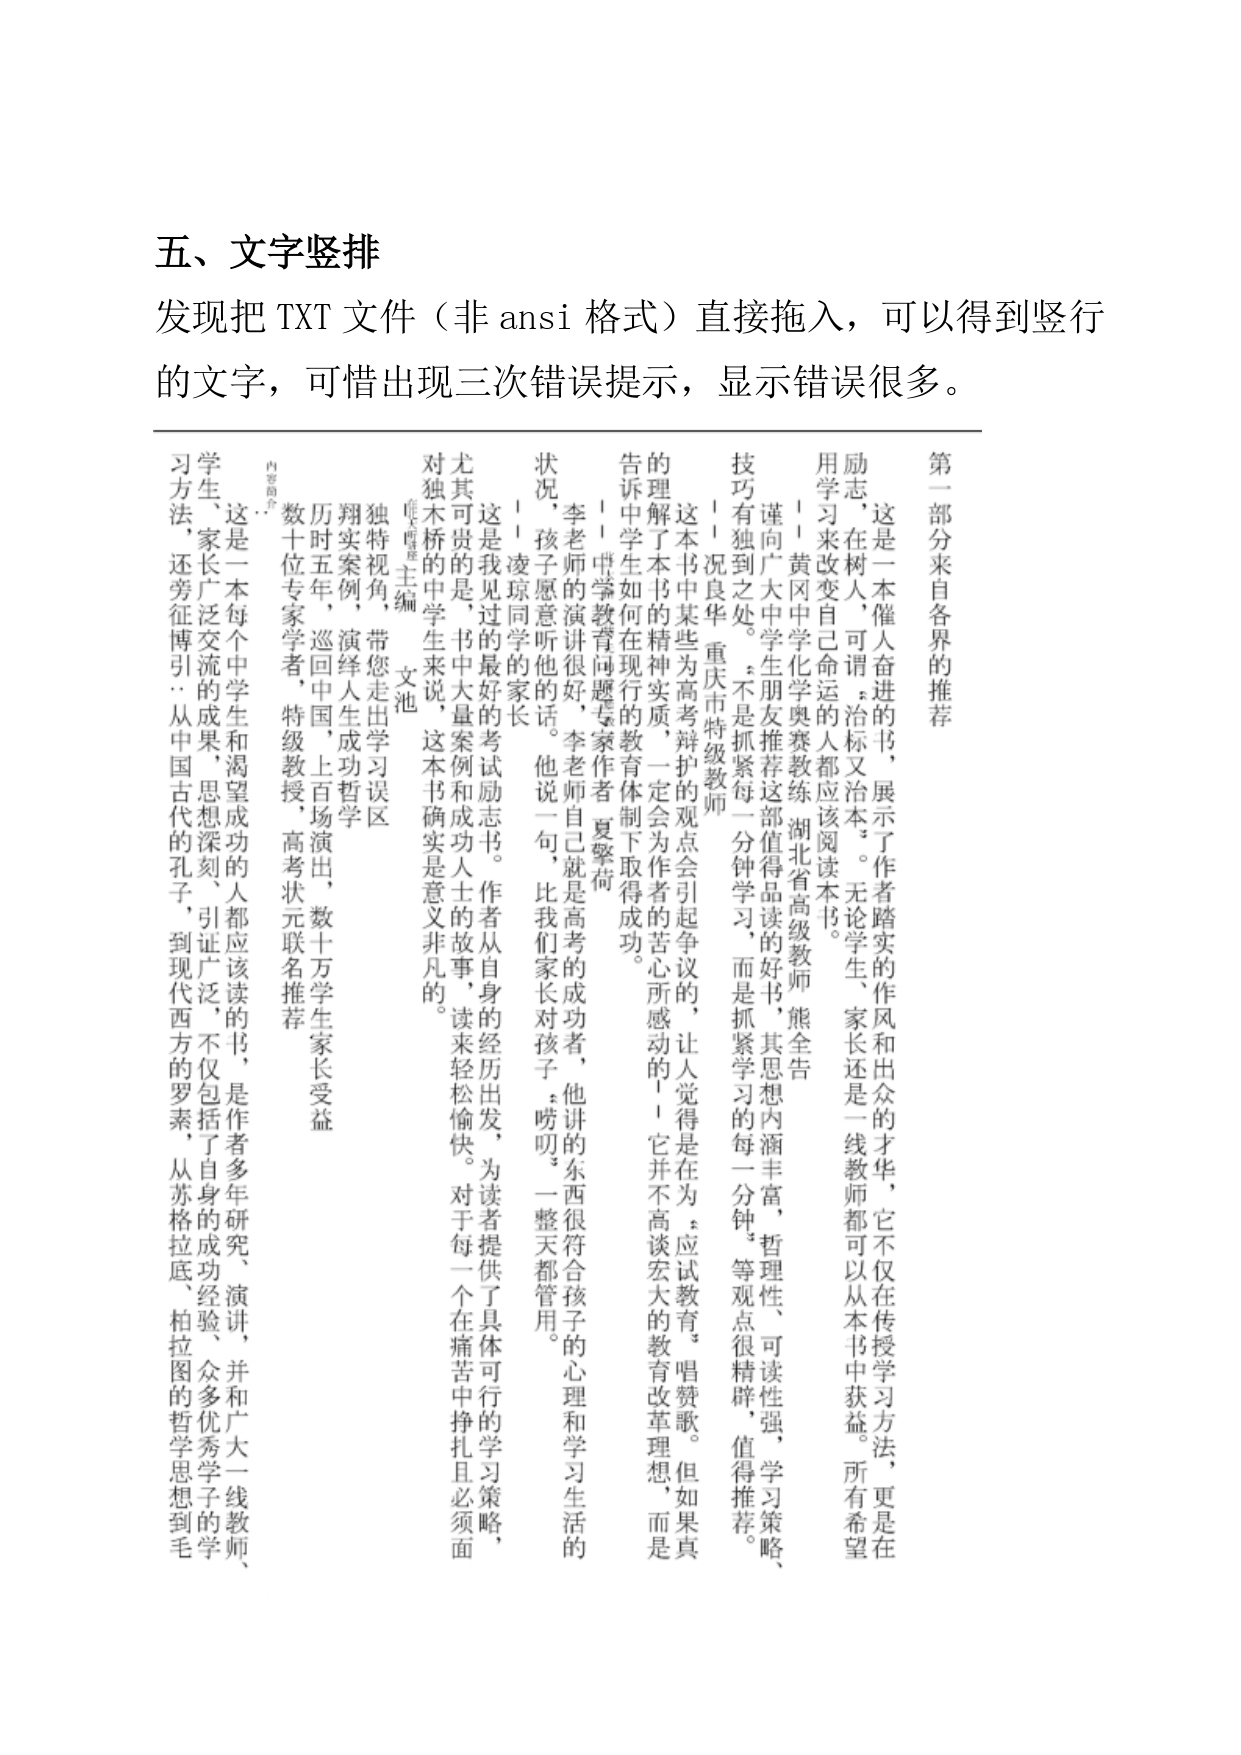 五、文字竖排
发现把 TXT 文件（非 ansi 格式）直接拖入，可以得到竖行
的文字，可惜出现三次错误提示，显示错误很多。
第一部分来自各界的推荐
这是一本催人奋进的书，展示了作者踏实的作风和出众的才华，它不仅在传授学习方法，更是在
励志，在树人，可谓“治标又治本”。无论学生、家长还是一线教师都可以从本书中获益。所有希望
用学习来改变自己命运的人都应该阅读本书。
－－黄冈中学化学奥赛教练 湖北省高级教师 熊全告
谨向广大中学生朋友推荐这部值得品读的好书，其思想内涵丰富，哲理性、可读性强，学习策略、
技巧有独到之处。“不是抓紧每一分钟学习，而是抓紧学习的每一分钟”等观点很精辟，值得推荐。
－－况良华 重庆市特级教师
这本书中某些为高考辩护的观点会引起争议的，让人觉得是在为“应试教育”唱赞歌。但如果真
的理解了本书的精神实质，一定会为作者的苦心所感动的－－它并不高谈宏大的教育改革理想，而是
告诉中学生如何在现行的教育体制下取得成功。
－－中学教育问题专家作者 夏擎荷
李老师的演讲很好，李老师自己就是高考的成功者，他讲的东西很符合孩子的心理和学习生活的
状况，孩子愿意听他的话。他说一句，比我们家长对孩子“唠叨”一整天都管用。
－－凌琼同学的家长
这是我见过的最好的考试励志书。作者从自身的经历出发，为读者提供了具体可行的学习策略，
尤其可贵的是，书中大量案例和成功人士的故事，读来轻松愉快。对于每一个在痛苦中挣扎且必须面
对独木桥的中学生来说，这本书确实是意义非凡的。
主编 文池
独特视角，带您走出学习误区
翔实案例，演绎人生成功哲学
历时五年，巡回中国，上百场演出，数十万学生家长受益
数十位专家学者，特级教授，高考状元联名推荐
内容简介：
这是一本每个中学生和渴望成功的人都应该读的书，是作者多年研究、演讲，并和广大一线教师、
学生、家长广泛交流的成果，思想深刻、引证广泛，不仅包括了自身的成功经验、众多优秀学子的学
习方法，还旁征博引：从中国古代的孔子，到现代西方的罗素，从苏格拉底、柏拉图的哲学思想到毛